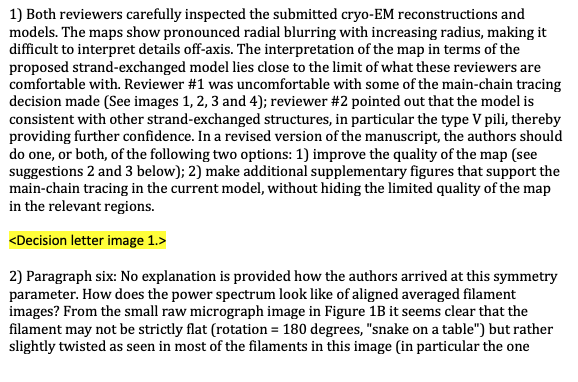 1) Both reviewers carefully inspected the submitted cryo-EM reconstructions and
models. The maps show pronounced radial blurring with increasing radius, making it
difficult to interpret details off-axis. The interpretation of the map in terms of the
proposed strand-exchanged model lies close to the limit of what these reviewers are
comfortable with. Reviewer #1 was uncomfortable with some of the main-chain tracing
decision made (See images 1, 2, 3 and 4); reviewer #2 pointed out that the model is
consistent with other strand-exchanged structures, in particular the type V pili, thereby
providing further confidence. In a revised version of the manuscript, the authors should
do one, or both, of the following two options: 1) improve the quality of the map (see
suggestions 2 and 3 below); 2) make additional supplementary figures that support the
main-chain tracing in the current model, without hiding the limited quality of the map
in the relevant regions.
<Decision letter image 1.>
2) Paragraph six: No explanation is provided how the authors arrived at this symmetry
parameter. How does the power spectrum look like of aligned averaged filament
images? From the small raw micrograph image in Figure 1B it seems clear that the
filament may not be strictly flat (rotation = 180 degrees, "snake on a table") but rather
slightly twisted as seen in most of the filaments in this image (in particular the one